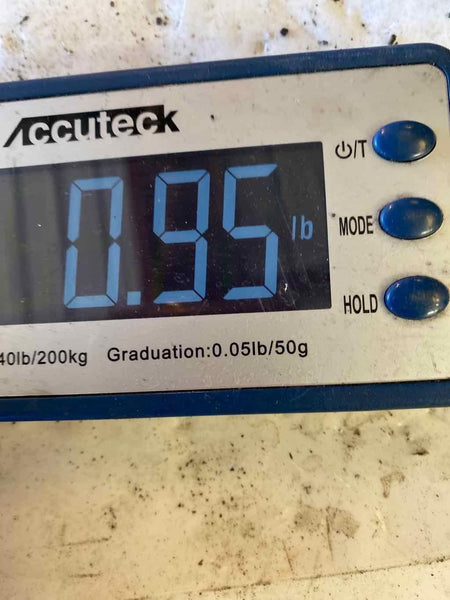 Accuteck
⏻/T
0.95 lb
MODE
HOLD
40lb/200kg Graduation:0.05lb/50g